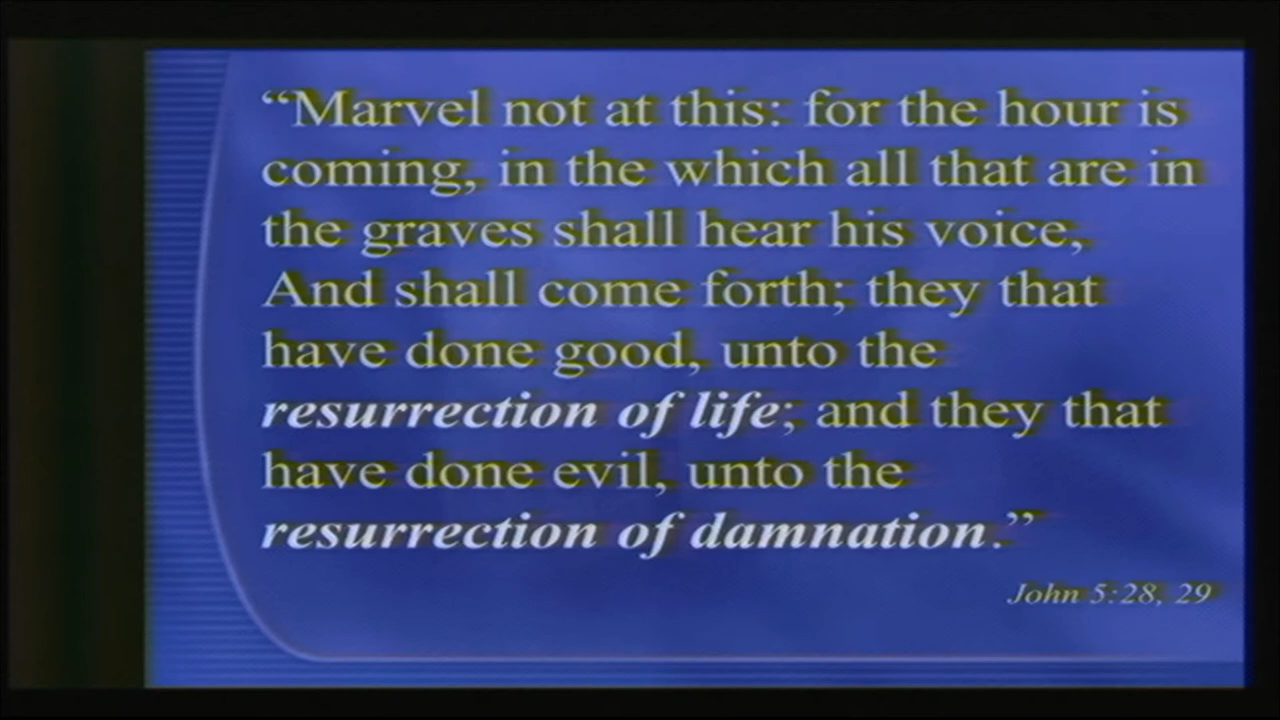 “Marvel not at this: for the hour is
coming, in the which all that are in
the graves shall hear his voice,
And shall come forth; they that
have done good, unto the
resurrection of life; and they that
have done evil, unto the
resurrection of damnation.”
John 5:28, 29